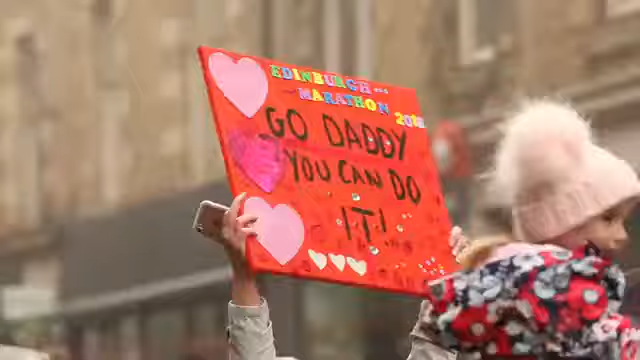 EDINBURGH
MARATHON 2018
GO DADDY
YOU CAN DO
IT!